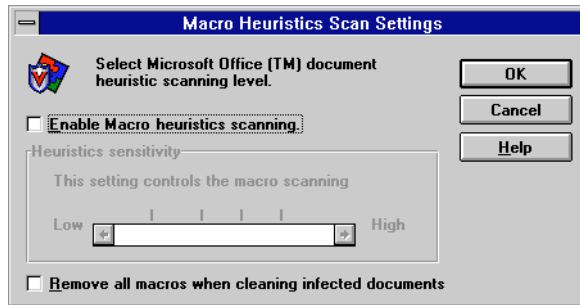 Macro Heuristics Scan Settings
Select Microsoft Office (TM) document
heuristic scanning level.
OK
Cancel
Help
Enable Macro heuristics scanning.
Heuristics sensitivity
This setting controls the macro scanning
Low
High
Remove all macros when cleaning infected documents